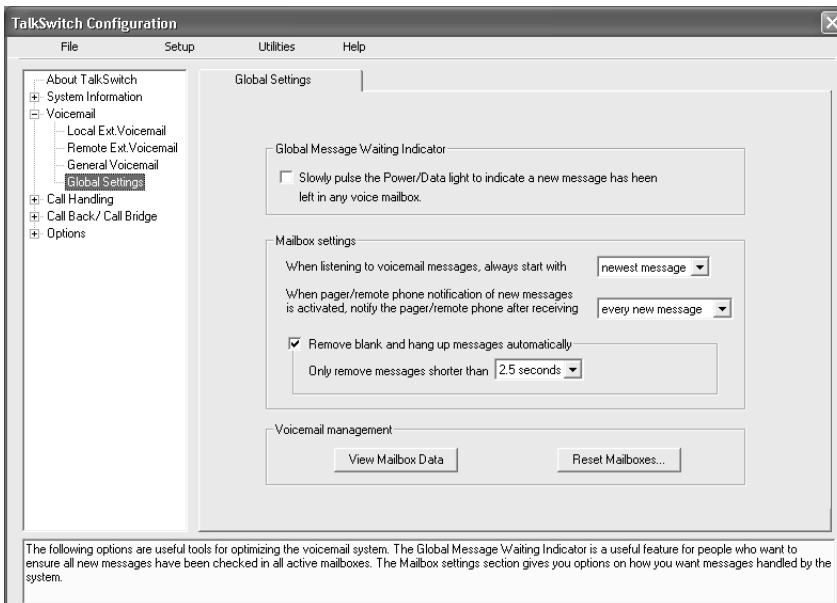 TalkSwitch Configuration
File Setup Utilities Help
About TalkSwitch
System Information
Voicemail
Local Ext.Voicemail
Remote Ext.Voicemail
General Voicemail
Global Settings
Call Handling
Call Back/ Call Bridge
Options
Global Settings
Global Message Waiting Indicator
Slowly pulse the Power/Data light to indicate a new message has heen
left in any voice mailbox.
Mailbox settings
When listening to voicemail messages, always start with newest message
When pager/remote phone notification of new messages
is activated, notify the pager/remote phone after receiving every new message
Remove blank and hang up messages automatically
Only remove messages shorter than 2.5 seconds
Voicemail management
View Mailbox Data Reset Mailboxes...
The following options are useful tools for optimizing the voicemail system. The Global Message Waiting Indicator is a useful feature for people who want to
ensure all new messages have been checked in all active mailboxes. The Mailbox settings section gives you options on how you want messages handled by the
system.